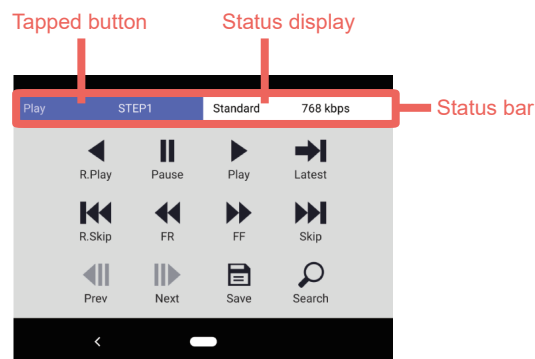 Tapped button Status display
Play STEP1 Standard 768 kbps
Status bar
R.Play Pause Play Latest
R.Skip FR FF Skip
Prev Next Save Search